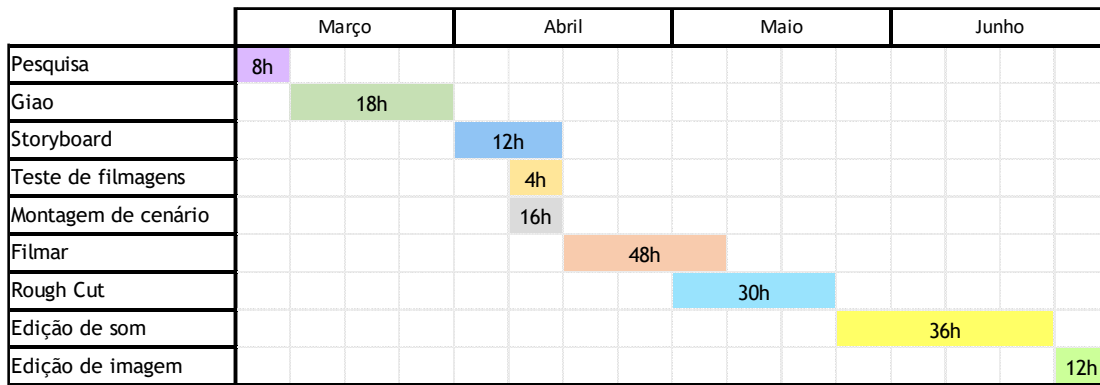 Março Abril Maio Junho
Pesquisa 8h
Giao 18h
Storyboard 12h
Teste de filmagens 4h
Montagem de cenário 16h
Filmar 48h
Rough Cut 30h
Edição de som 36h
Edição de imagem 12h